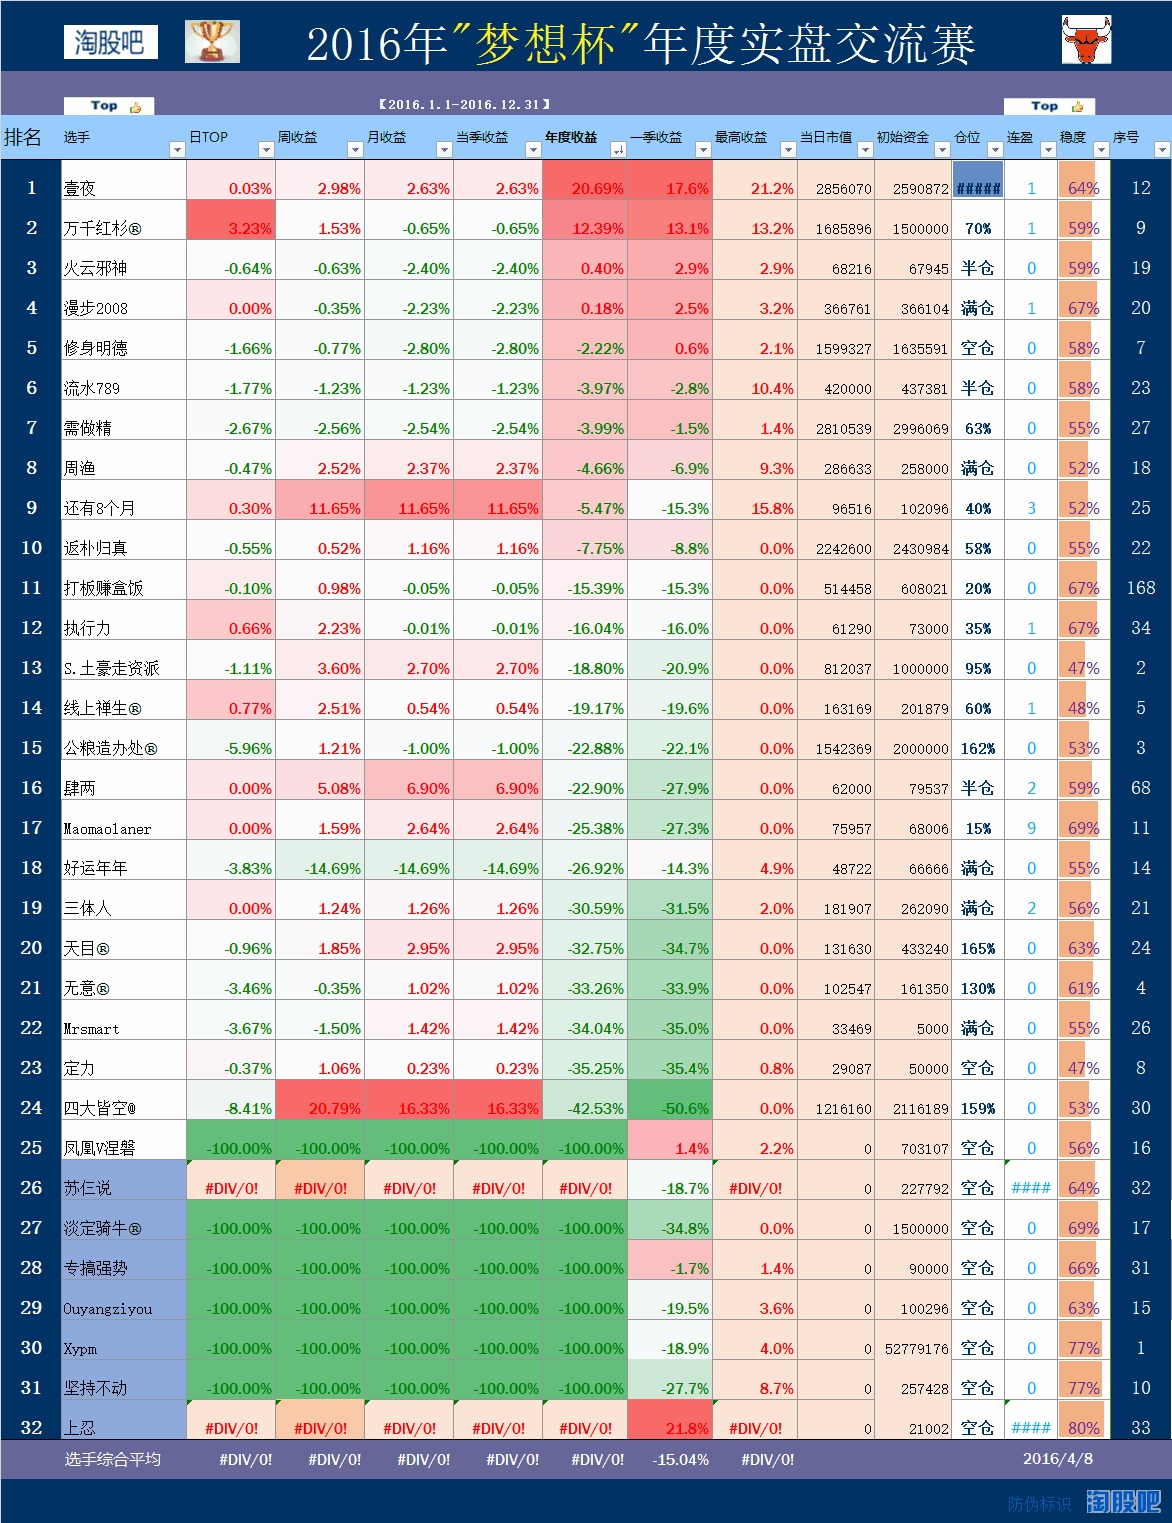 淘股吧 2016年"梦想杯"年度实盘交流赛
Top 【2016.1.1-2016.12.31】 Top
排名 选手 日TOP 周收益 月收益 当季收益 年度收益 一季收益 最高收益 当日市值 初始资金 仓位 连盈 稳度 序号
1 壹夜 0.03% 2.98% 2.63% 2.63% 20.69% 17.6% 21.2% 2856070 2590872 ##### 1 64% 12
2 万千红杉® 3.23% 1.53% -0.65% -0.65% 12.39% 13.1% 13.2% 1685896 1500000 70% 1 59% 9
3 火云邪神 -0.64% -0.63% -2.40% -2.40% 0.40% 2.9% 2.9% 68216 67945 半仓 0 59% 19
4 漫步2008 0.00% -0.35% -2.23% -2.23% 0.18% 2.5% 3.2% 366761 366104 满仓 1 67% 20
5 修身明德 -1.66% -0.77% -2.80% -2.80% -2.22% 0.6% 2.1% 1599327 1635591 空仓 0 58% 7
6 流水789 -1.77% -1.23% -1.23% -1.23% -3.97% -2.8% 10.4% 420000 437381 半仓 0 58% 23
7 需做精 -2.67% -2.56% -2.54% -2.54% -3.99% -1.5% 1.4% 2810539 2996069 63% 0 55% 27
8 周渔 -0.47% 2.52% 2.37% 2.37% -4.66% -6.9% 9.3% 286633 258000 满仓 0 52% 18
9 还有8个月 0.30% 11.65% 11.65% 11.65% -5.47% -15.3% 15.8% 96516 102096 40% 3 52% 25
10 返朴归真 -0.55% 0.52% 1.16% 1.16% -7.75% -8.8% 0.0% 2242600 2430984 58% 0 55% 22
11 打板赚盒饭 -0.10% 0.98% -0.05% -0.05% -15.39% -15.3% 0.0% 514458 608021 20% 0 67% 168
12 执行力 0.66% 2.23% -0.01% -0.01% -16.04% -16.0% 0.0% 61290 73000 35% 1 67% 34
13 S.土豪走资派 -1.11% 3.60% 2.70% 2.70% -18.80% -20.9% 0.0% 812037 1000000 95% 0 47% 2
14 线上禅生® 0.77% 2.51% 0.54% 0.54% -19.17% -19.6% 0.0% 163169 201879 60% 1 48% 5
15 公粮造办处® -5.96% 1.21% -1.00% -1.00% -22.88% -22.1% 0.0% 1542369 2000000 162% 0 53% 3
16 肆两 0.00% 5.08% 6.90% 6.90% -22.90% -27.9% 0.0% 62000 79537 半仓 2 59% 68
17 Maomaolaner 0.00% 1.59% 2.64% 2.64% -25.38% -27.3% 0.0% 75957 68006 15% 9 69% 11
18 好运年年 -3.83% -14.69% -14.69% -14.69% -26.92% -14.3% 4.9% 48722 66666 满仓 0 55% 14
19 三体人 0.00% 1.24% 1.26% 1.26% -30.59% -31.5% 2.0% 181907 262090 满仓 2 56% 21
20 天目® -0.96% 1.85% 2.95% 2.95% -32.75% -34.7% 0.0% 131630 433240 165% 0 63% 24
21 无意® -3.46% -0.35% 1.02% 1.02% -33.26% -33.9% 0.0% 102547 161350 130% 0 61% 4
22 Mrsmart -3.67% -1.50% 1.42% 1.42% -34.04% -35.0% 0.0% 33469 5000 满仓 0 55% 26
23 定力 -0.37% 1.06% 0.23% 0.23% -35.25% -35.4% 0.8% 29087 50000 空仓 0 47% 8
24 四大皆空@ -8.41% 20.79% 16.33% 16.33% -42.53% -50.6% 0.0% 1216160 2116189 159% 0 53% 30
25 凤凰V涅磐 -100.00% -100.00% -100.00% -100.00% -100.00% 1.4% 2.2% 0 703107 空仓 0 56% 16
26 苏仨说 #DIV/0! #DIV/0! #DIV/0! #DIV/0! #DIV/0! -18.7% #DIV/0! 0 227792 空仓 #### 64% 32
27 淡定骑牛® -100.00% -100.00% -100.00% -100.00% -100.00% -34.8% 0.0% 0 1500000 空仓 0 69% 17
28 专搞强势 -100.00% -100.00% -100.00% -100.00% -100.00% -1.7% 1.4% 0 90000 空仓 0 66% 31
29 Ouyangziyou -100.00% -100.00% -100.00% -100.00% -100.00% -19.5% 3.6% 0 100296 空仓 0 63% 15
30 Xypm -100.00% -100.00% -100.00% -100.00% -100.00% -18.9% 4.0% 0 52779176 空仓 0 77% 1
31 坚持不动 -100.00% -100.00% -100.00% -100.00% -100.00% -27.7% 8.7% 0 257428 空仓 0 77% 10
32 上忍 #DIV/0! #DIV/0! #DIV/0! #DIV/0! #DIV/0! 21.8% #DIV/0! 0 21002 空仓 #### 80% 33
选手综合平均 #DIV/0! #DIV/0! #DIV/0! #DIV/0! #DIV/0! -15.04% #DIV/0! 2016/4/8
防伪标识 淘股吧